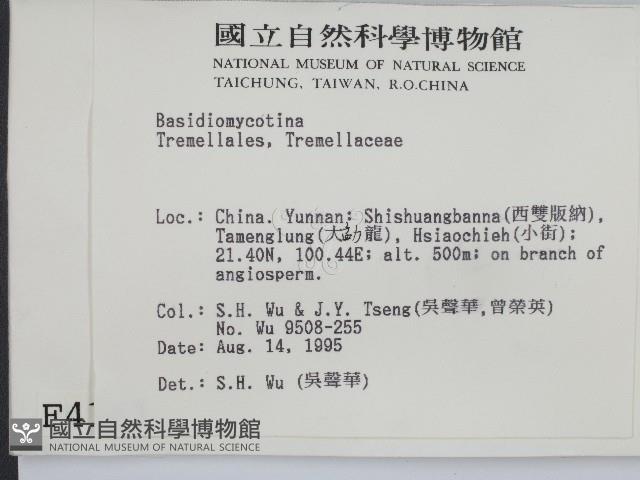 國立自然科學博物館
NATIONAL MUSEUM OF NATURAL SCIENCE
TAICHUNG, TAIWAN, R.O.CHINA
Basidiomycotina
Tremellales, Tremellaceae
Loc.: China. Yunnan: Shishuangbanna(西雙版納),
Tamenglung(大勐龍), Hsiaochieh(小街);
21.40N, 100.44E; alt. 500m; on branch of
angiosperm.
Col.: S.H. Wu & J.Y. Tseng(吳聲華,曾榮英)
No. Wu 9508-255
Date: Aug. 14, 1995
Det.: S.H. Wu (吳聲華)
國立自然科學博物館
NATIONAL MUSEUM OF NATURAL SCIENCE